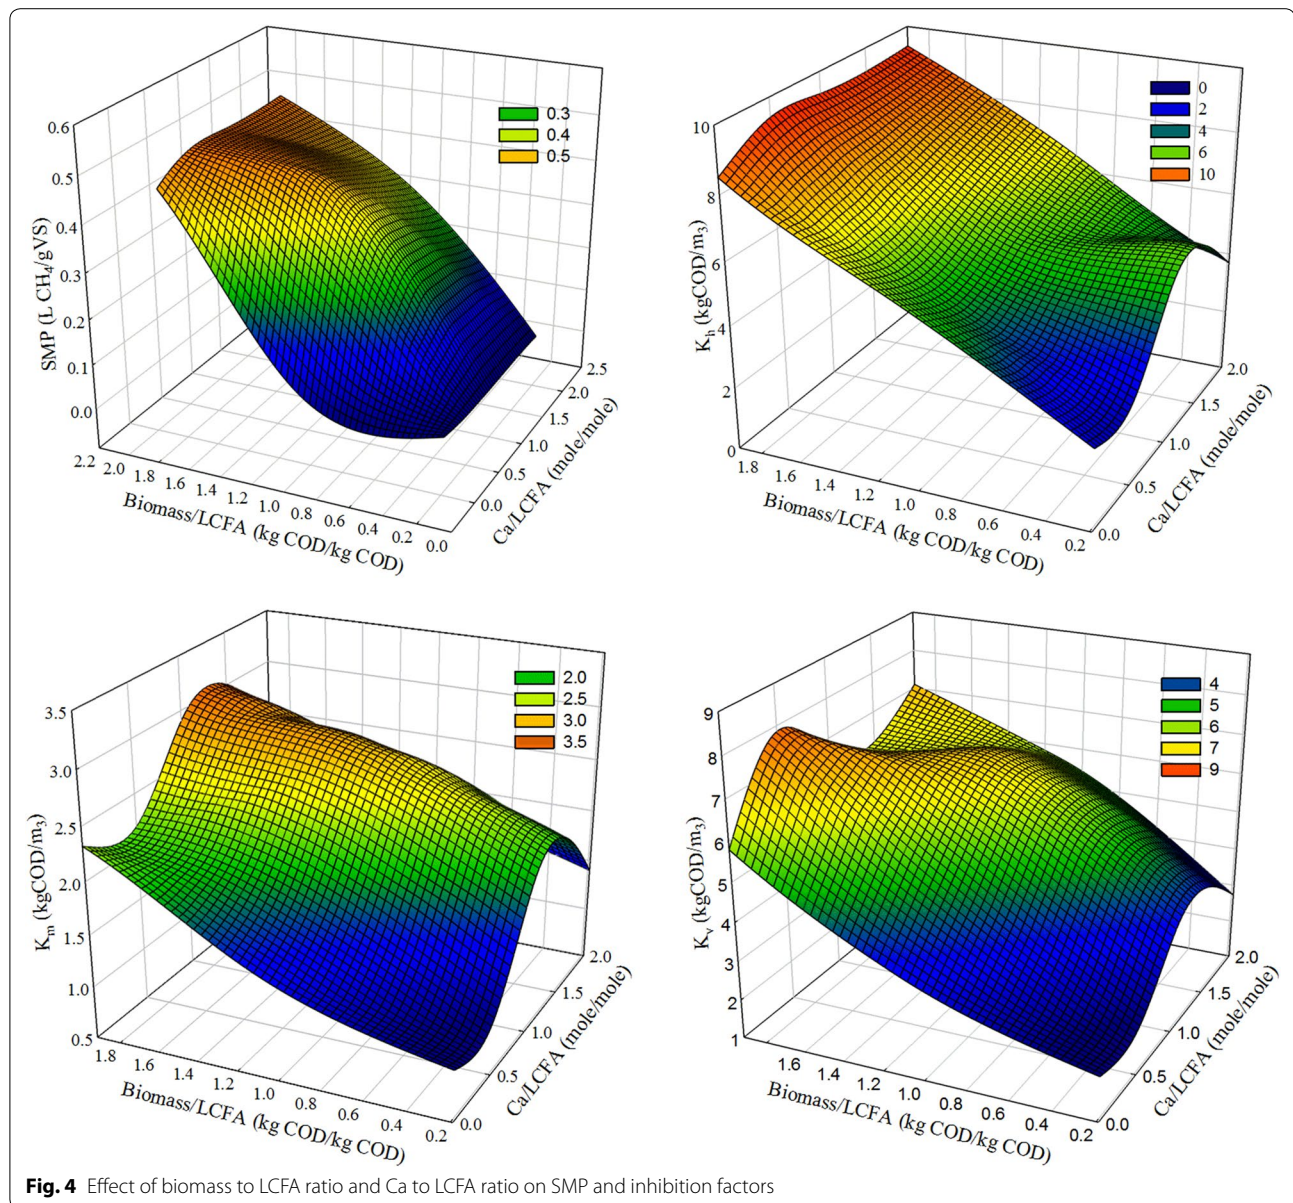 0.6
0.5
0.4
0.3
0.2
0.1
0.0
SMP (L CH₄/gVS)
0.3
0.4
0.5
2.2 2.0 1.8 1.6 1.4 1.2 1.0 0.8 0.6 0.4 0.2 0.0
Biomass/LCFA (kg COD/kg COD)
0.0 0.5 1.0 1.5 2.0 2.5
Ca/LCFA (mole/mole)
10
8
6
4
2
0
Kₕ (kgCOD/m₃)
0
2
4
6
10
1.8 1.6 1.4 1.2 1.0 0.8 0.6 0.4 0.2
Biomass/LCFA (kg COD/kg COD)
0.0 0.5 1.0 1.5 2.0
Ca/LCFA (mole/mole)
3.5
3.0
2.5
2.0
1.5
1.0
0.5
Kₘ (kgCOD/m₃)
2.0
2.5
3.0
3.5
1.8 1.6 1.4 1.2 1.0 0.8 0.6 0.4 0.2
Biomass/LCFA (kg COD/kg COD)
0.0 0.5 1.0 1.5 2.0
Ca/LCFA (mole/mole)
9
8
7
6
5
4
3
2
1
Kᵥ (kgCOD/m₃)
4
5
6
7
9
1.6 1.4 1.2 1.0 0.8 0.6 0.4 0.2
Biomass/LCFA (kg COD/kg COD)
0.0 0.5 1.0 1.5 2.0
Ca/LCFA (mole/mole)
Fig. 4 Effect of biomass to LCFA ratio and Ca to LCFA ratio on SMP and inhibition factors